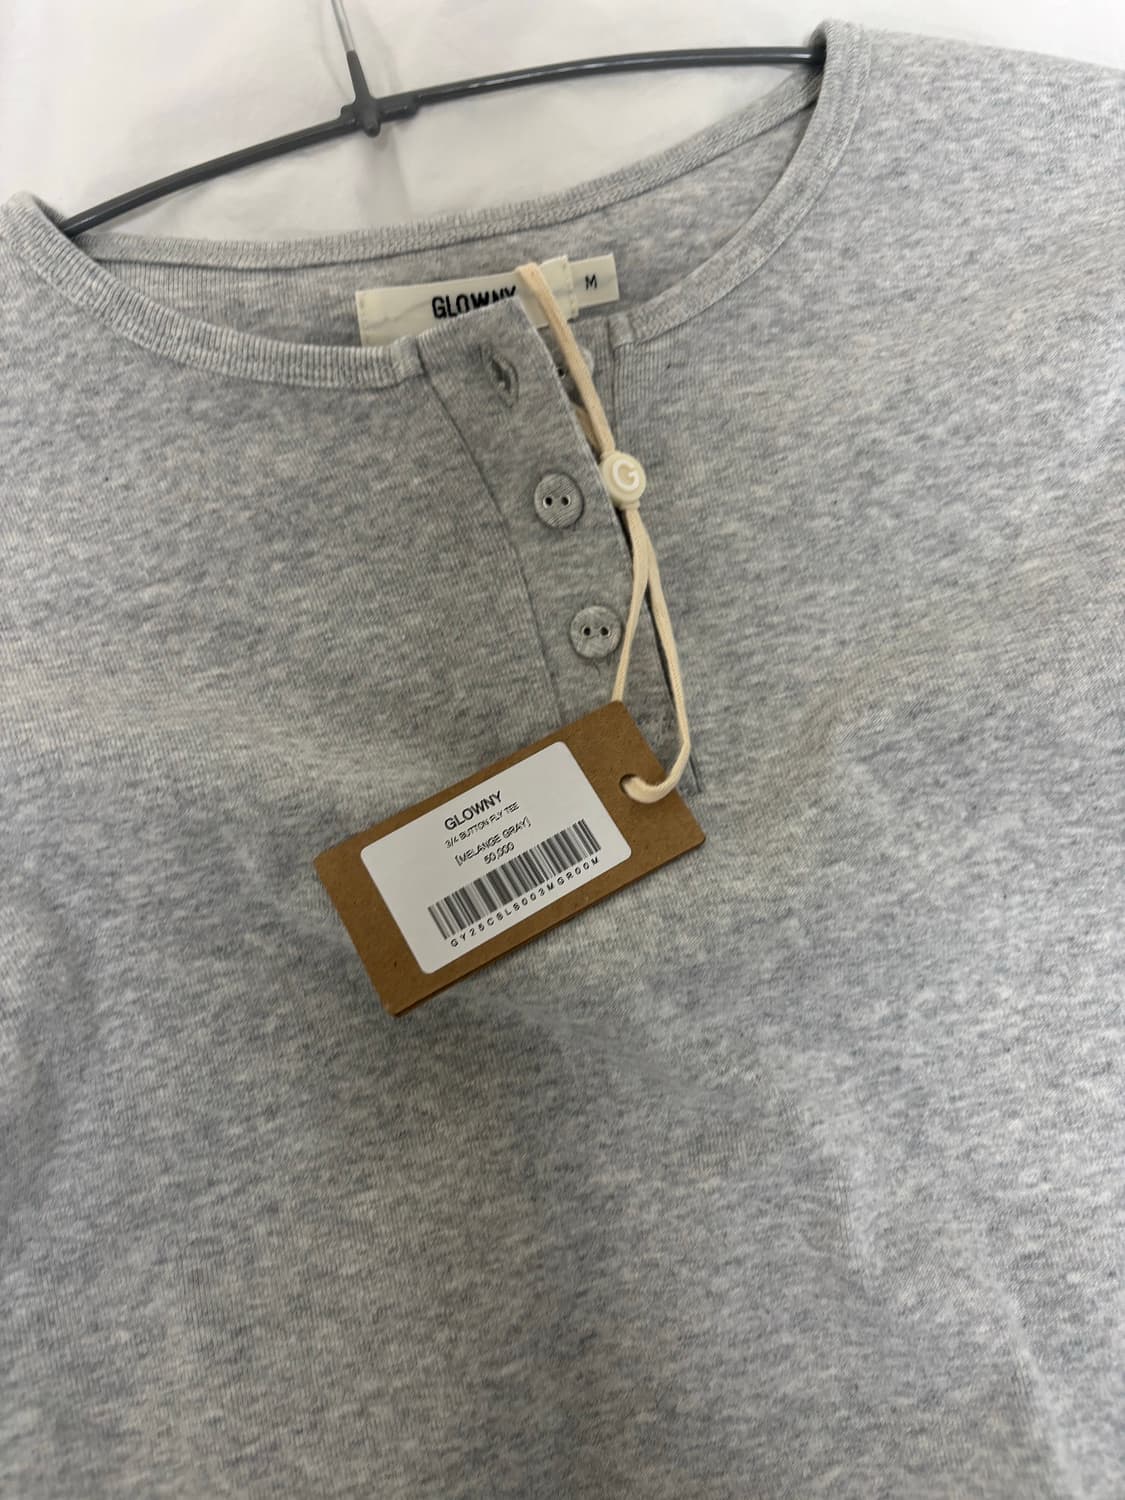 GLOWNY
M
G
GLOWNY
3/4 BUTTON FLY TEE
[MELANGE GRAY]
50,000